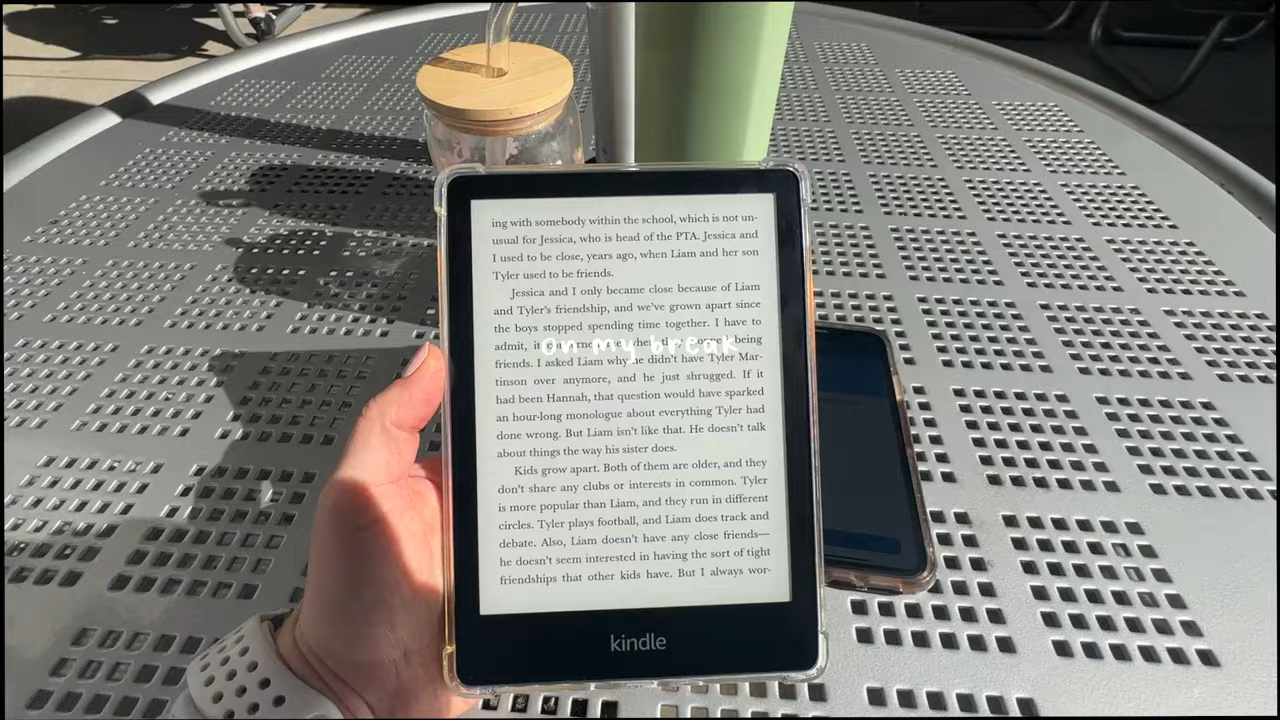 ing with somebody within the school, which is not un-
usual for Jessica, who is head of the PTA. Jessica and
I used to be close, years ago, when Liam and her son
Tyler used to be friends.
Jessica and I only became close because of Liam
and Tyler's friendship, and we've grown apart since
the boys stopped spending time together. I have to
admit, it being
On my break
friends. I asked Liam why he didn't have Tyler Mar-
tinson over anymore, and he just shrugged. If it
had been Hannah, that question would have sparked
an hour-long monologue about everything Tyler had
done wrong. But Liam isn't like that. He doesn't talk
about things the way his sister does.
Kids grow apart. Both of them are older, and they
don't share any clubs or interests in common. Tyler
is more popular than Liam, and they run in different
circles. Tyler plays football, and Liam does track and
debate. Also, Liam doesn't have any close friends—
he doesn't seem interested in having the sort of tight
friendships that other kids have. But I always wor-
kindle